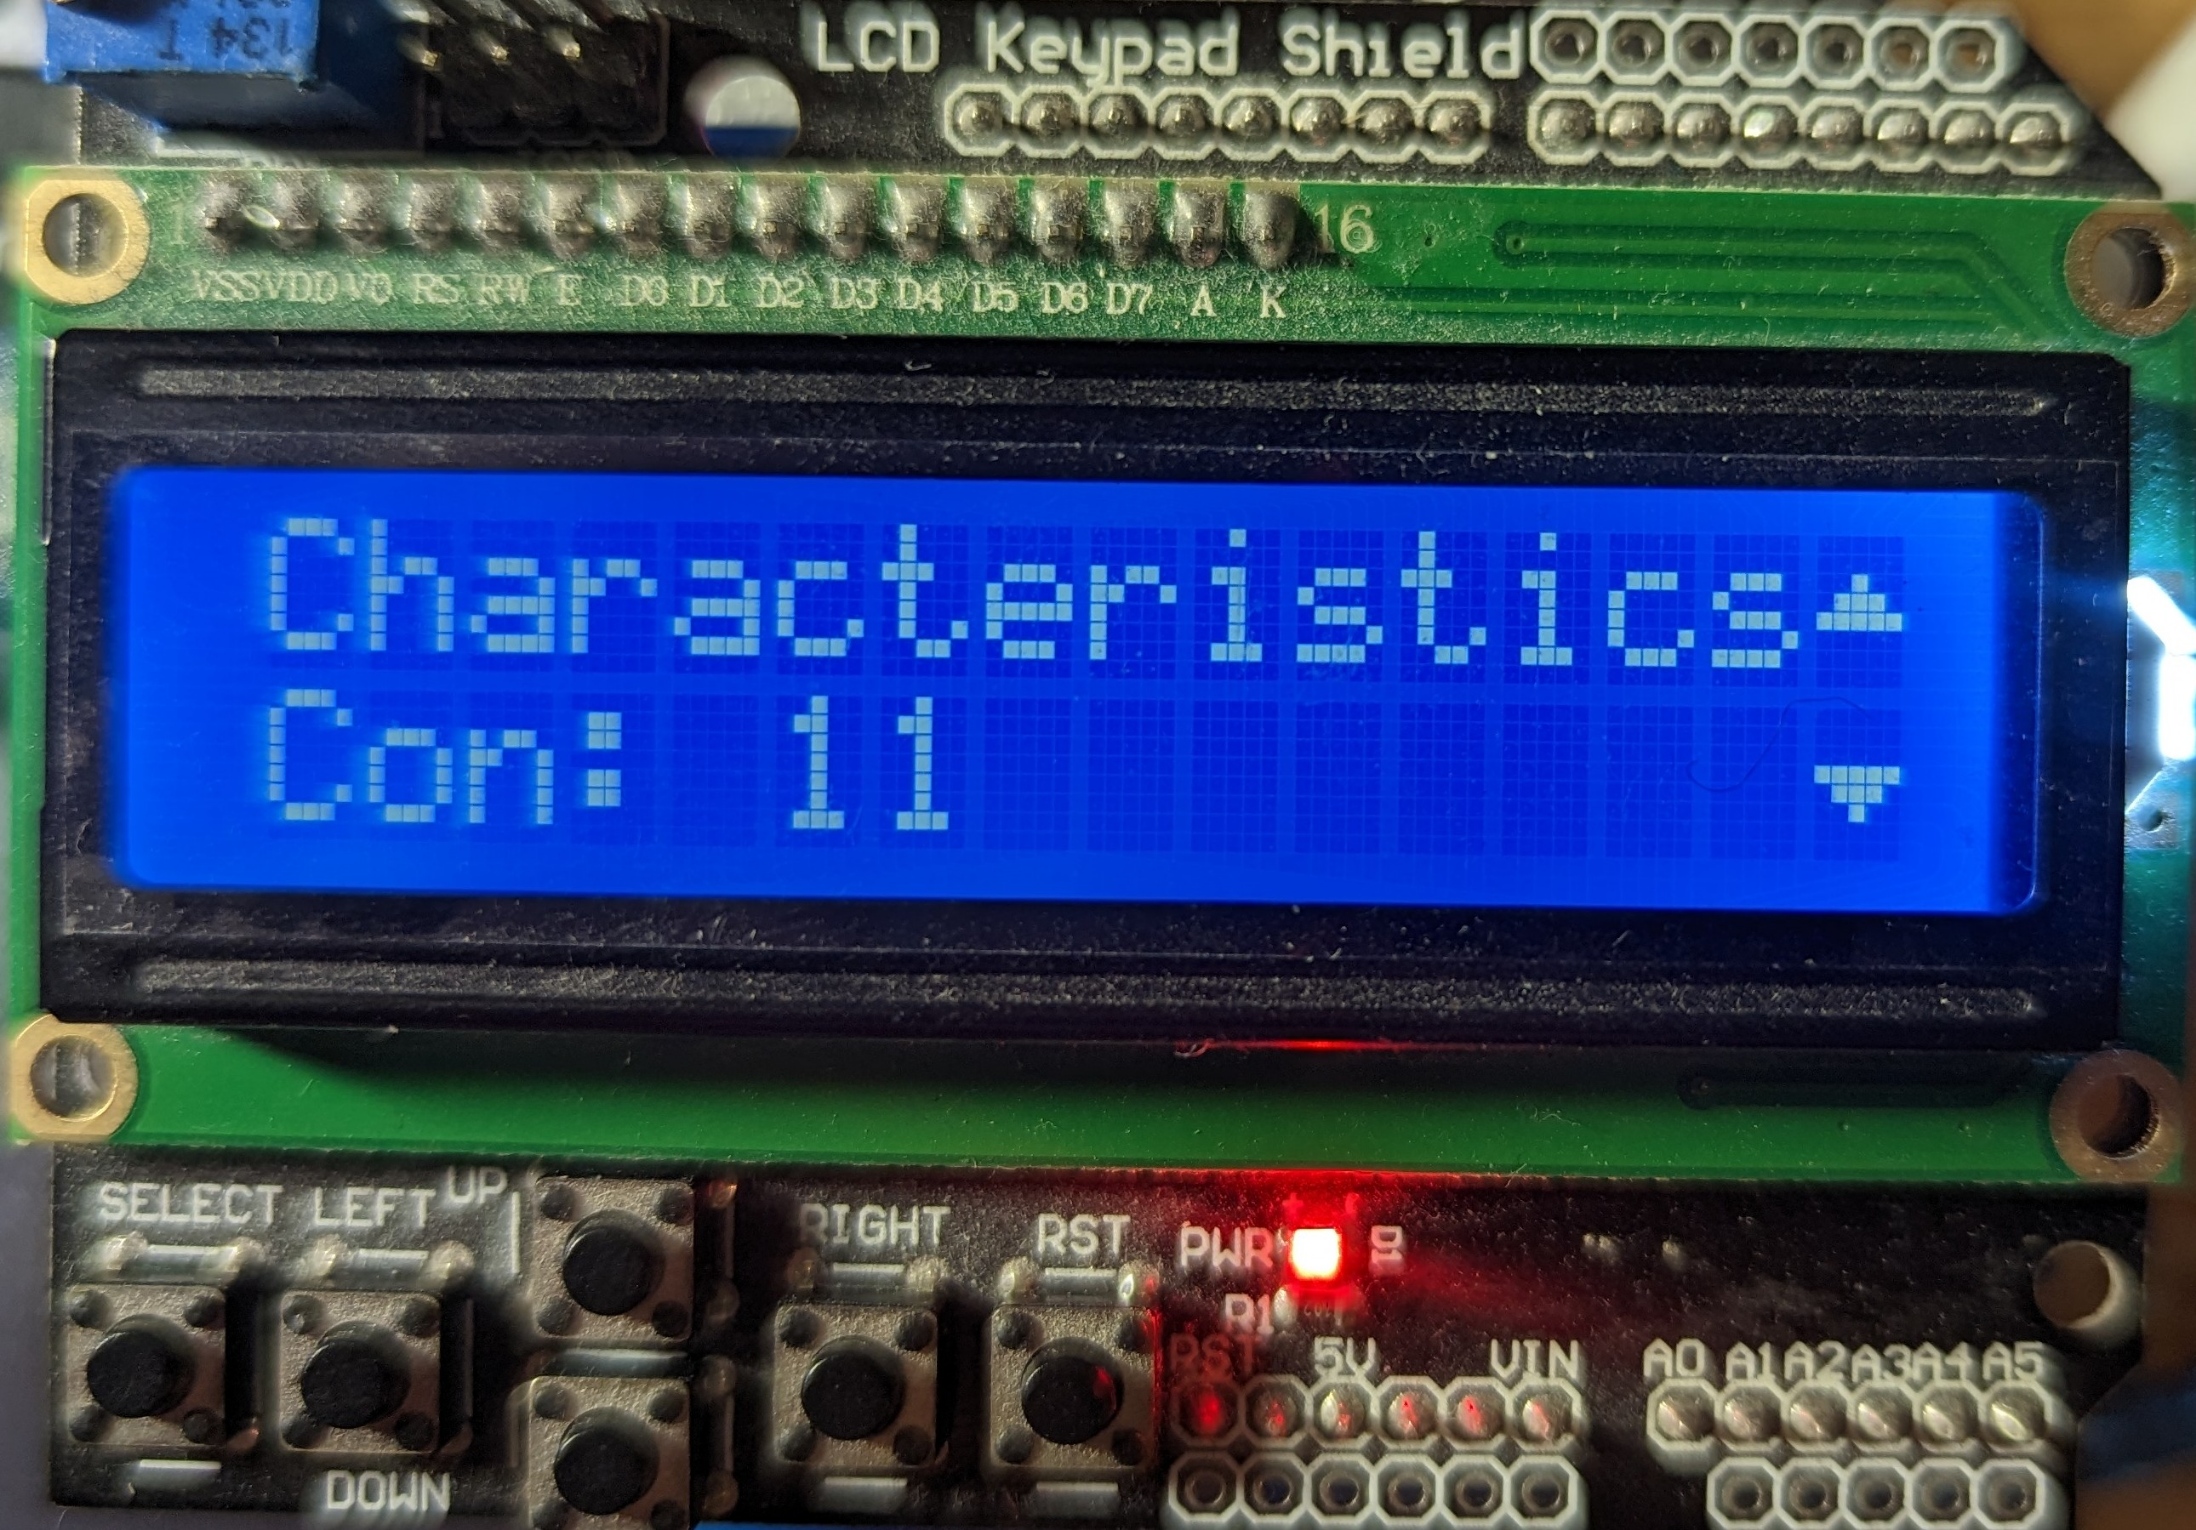 134 T
LCD Keypad Shield
1 16
VSS VDD V0 RS RW E D0 D1 D2 D3 D4 D5 D6 D7 A K
Characteristics
Con: 11
SELECT LEFT UP RIGHT RST PWR D1
R1
RST 5V VIN A0 A1 A2 A3 A4 A5
DOWN